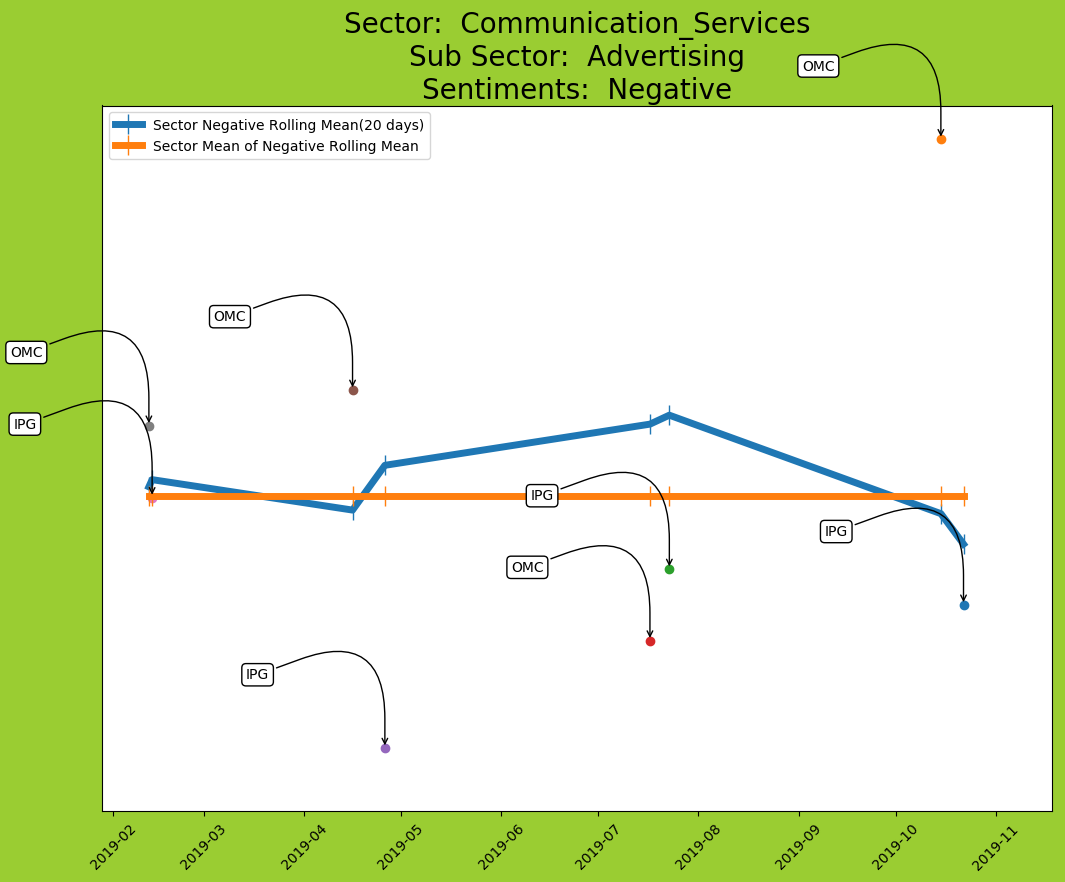 Sector:  Communication_Services
Sub Sector:  Advertising
Sentiments:  Negative
OMC
Sector Negative Rolling Mean(20 days)
Sector Mean of Negative Rolling Mean
OMC
OMC
IPG
IPG
IPG
OMC
IPG
2019-02
2019-03
2019-04
2019-05
2019-06
2019-07
2019-08
2019-09
2019-10
2019-11